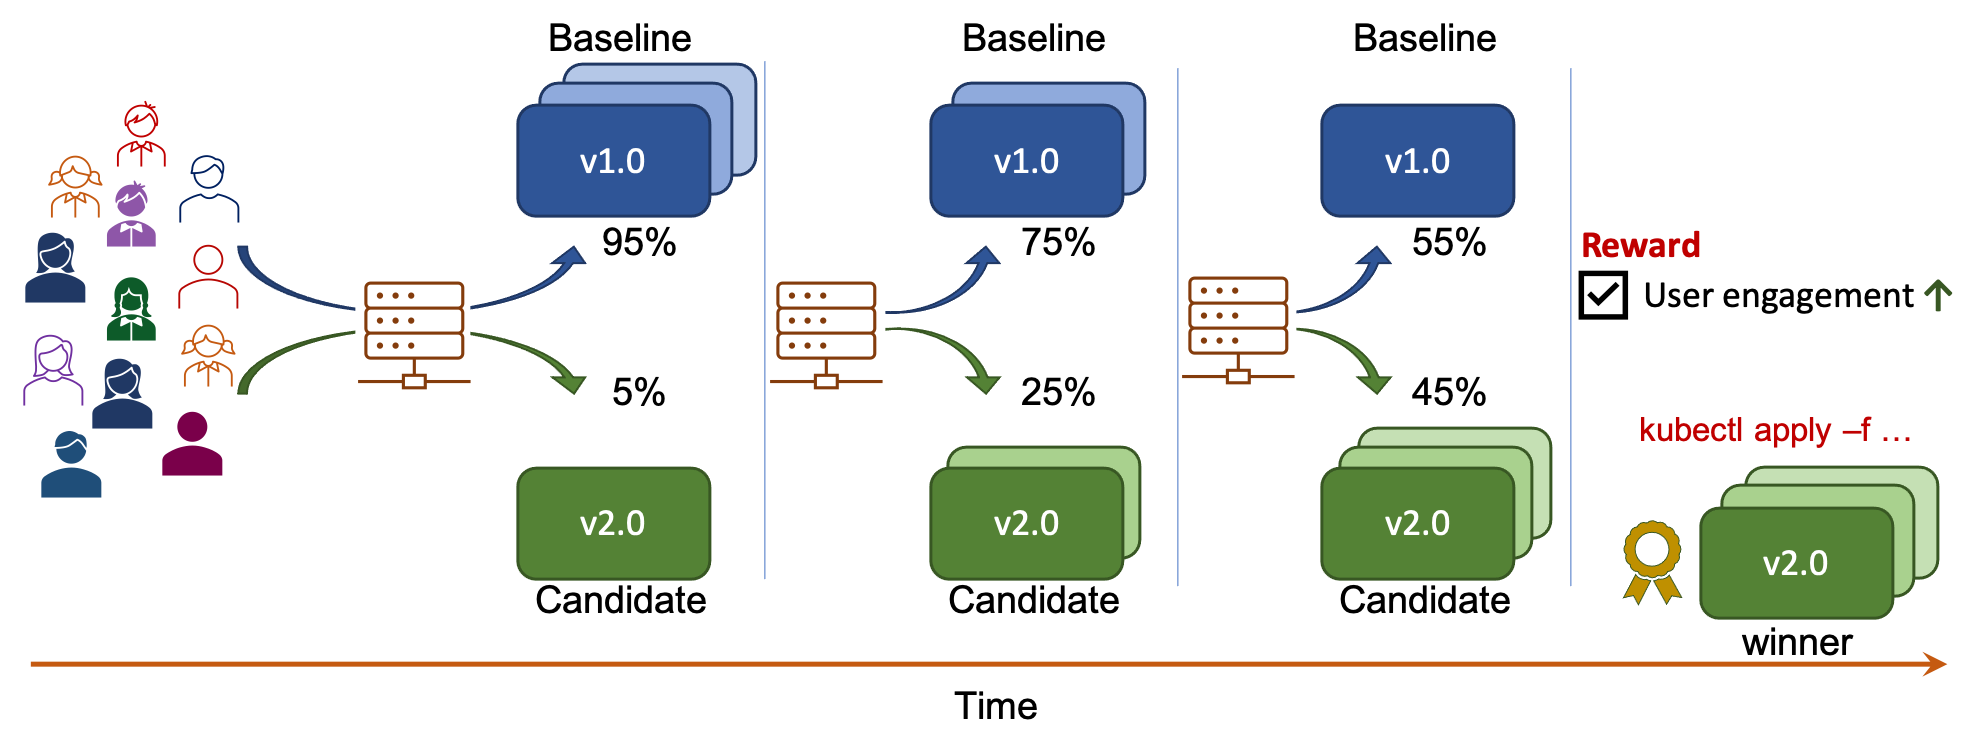 Baseline
v1.0
95%
5%
v2.0
Candidate
Baseline
v1.0
75%
25%
v2.0
Candidate
Baseline
v1.0
55%
45%
v2.0
Candidate
Reward
User engagement
kubectl apply –f …
v2.0
winner
Time